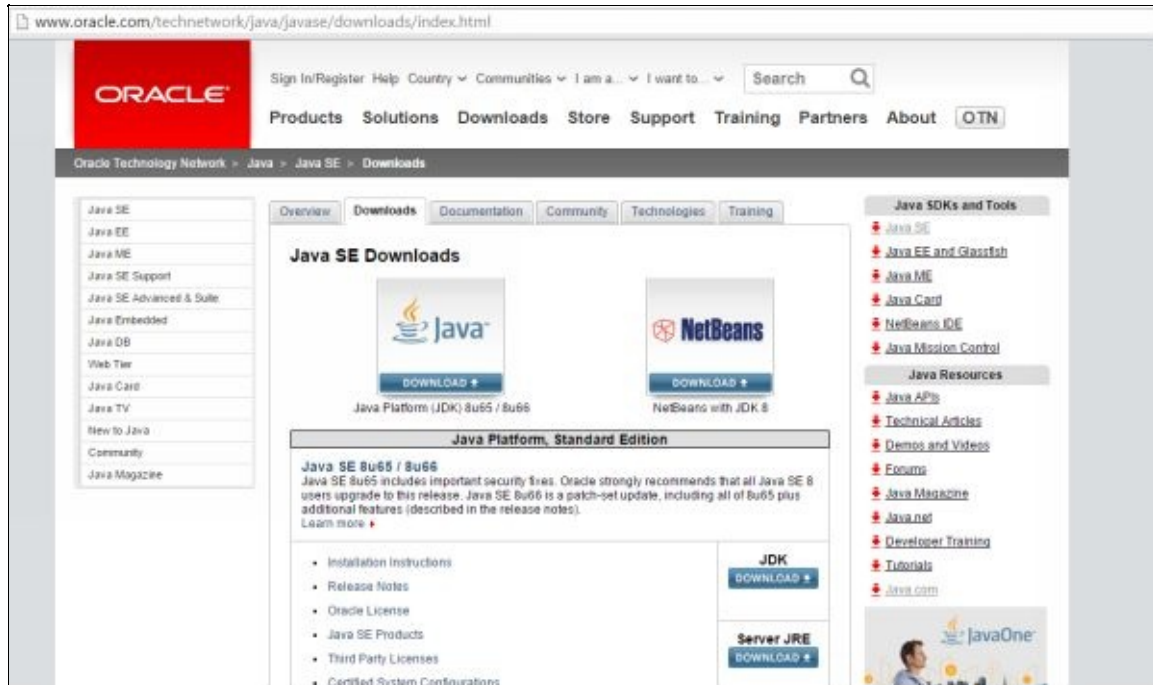 www.oracle.com/technetwork/java/javase/downloads/index.html
ORACLE
Sign In/Register Help Country Communities I am a... I want to... Search
Products Solutions Downloads Store Support Training Partners About OTN
Oracle Technology Network > Java > Java SE > Downloads
Java SE
Java EE
Java ME
Java SE Support
Java SE Advanced & Suite
Java Embedded
Java DB
Web Tier
Java Card
Java TV
New to Java
Community
Java Magazine
Overview Downloads Documentation Community Technologies Training
Java SE Downloads
Java
DOWNLOAD
Java Platform (JDK) 8u65 / 8u66
NetBeans
DOWNLOAD
NetBeans with JDK 8
Java Platform, Standard Edition
Java SE 8u65 / 8u66
Java SE 8u65 includes important security fixes. Oracle strongly recommends that all Java SE 8
users upgrade to this release. Java SE 8u66 is a patch-set update, including all of 8u65 plus
additional features (described in the release notes).
Learn more
Installation Instructions
Release Notes
Oracle License
Java SE Products
Third Party Licenses
Certified System Configurations
JDK
DOWNLOAD
Server JRE
DOWNLOAD
Java SDKs and Tools
Java SE
Java EE and Glassfish
Java ME
Java Card
NetBeans IDE
Java Mission Control
Java Resources
Java APIs
Technical Articles
Demos and Videos
Forums
Java Magazine
Java.net
Developer Training
Tutorials
Java.com
JavaOne